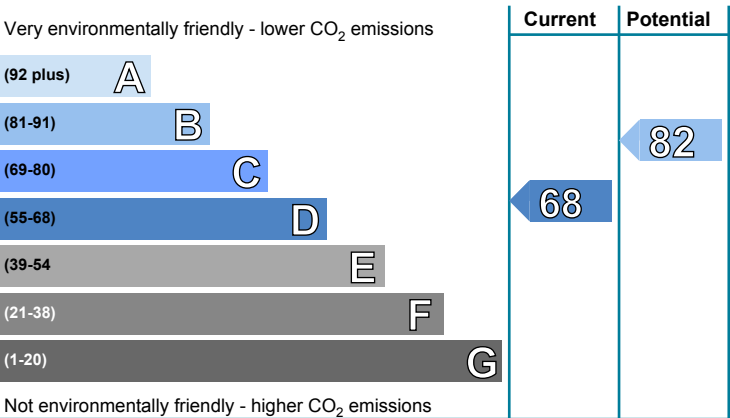 Current Potential
Very environmentally friendly - lower CO2 emissions
(92 plus) A
(81-91) B
82
(69-80) C
68
(55-68) D
(39-54 E
(21-38) F
(1-20) G
Not environmentally friendly - higher CO2 emissions